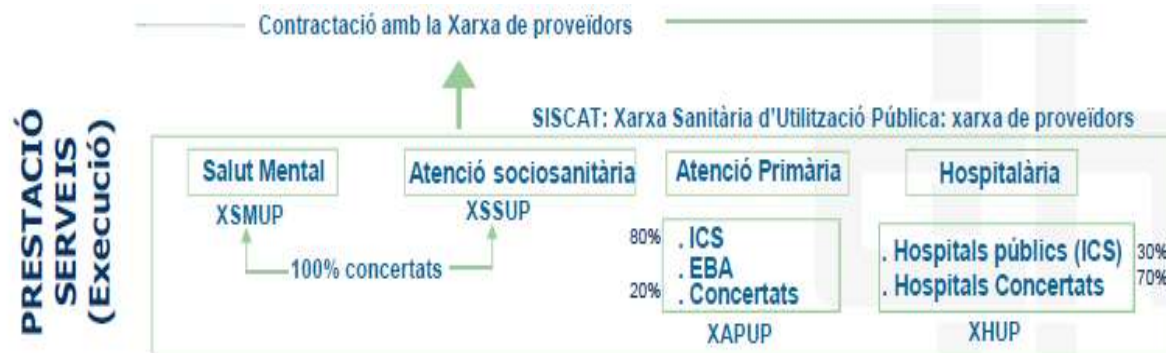 Contractació amb la Xarxa de proveïdors
PRESTACIÓ
SERVEIS
(Execució)
SISCAT: Xarxa Sanitària d'Utilització Pública: xarxa de proveïdors
Salut Mental
XSMUP
Atenció sociosanitària
XSSUP
100% concertats
Atenció Primària
80% . ICS
. EBA
20% . Concertats
XAPUP
Hospitalària
. Hospitals públics (ICS) 30%
. Hospitals Concertats 70%
XHUP